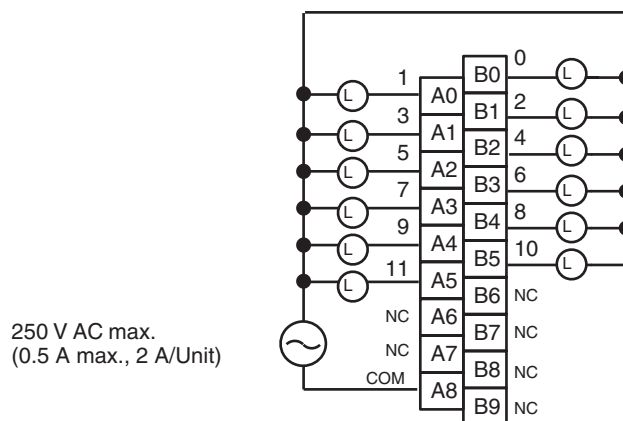 0
B0 L
1
L A0
2
B1 L
3
L A1
4
B2 L
5
L A2
6
B3 L
7
L A3
8
B4 L
9
L A4
10
B5 L
11
L A5
B6 NC
NC A6
B7 NC
NC A7
B8 NC
COM A8
B9 NC
250 V AC max.
(0.5 A max., 2 A/Unit)